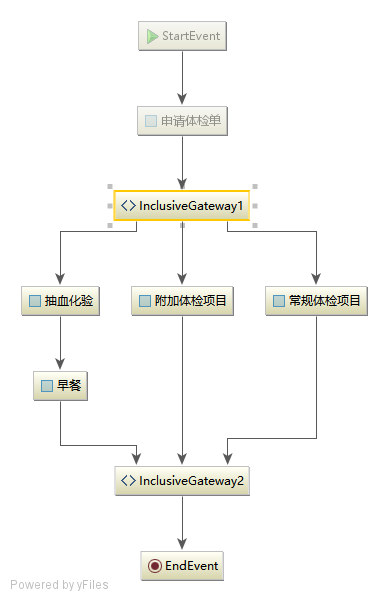 StartEvent
申请体检单
InclusiveGateway1
抽血化验
附加体检项目
常规体检项目
早餐
InclusiveGateway2
EndEvent
Powered by yFiles